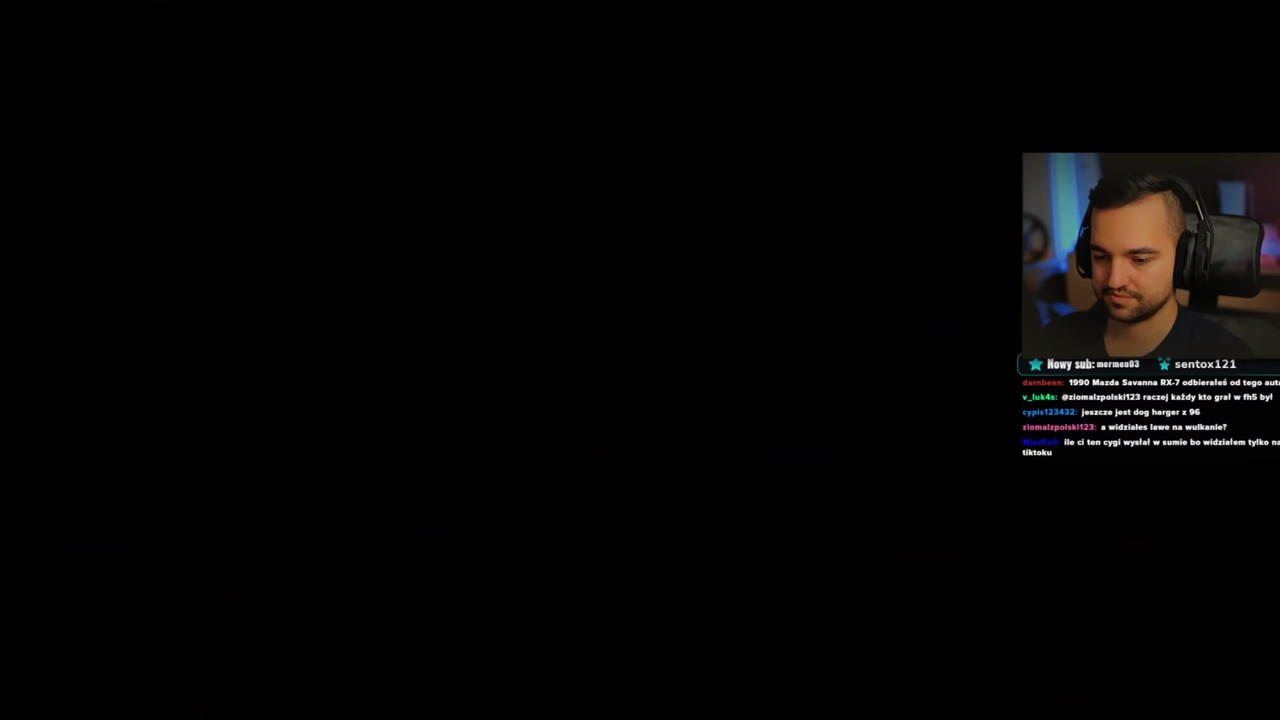 Nowy sub: mermen03 sentox121
darnbeen: 1990 Mazda Savanna RX-7 odbierałeś od tego auta
v_luk4s: @ziomalzpolski123 raczej każdy kto grał w fh5 był
cypis123432: jeszcze jest dog harger z 96
ziomalzpolski123: a widziales lawe na wulkanie?
ile ci ten cygi wysłał w sumie bo widziałem tylko na
tiktoku